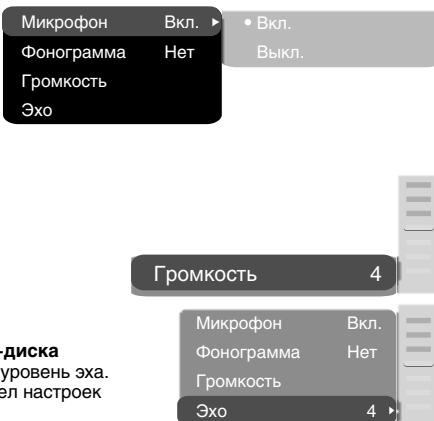 Микрофон Вкл. • Вкл.
Фонограмма Нет Выкл.
Громкость
Эхо
Громкость 4
Микрофон Вкл.
-диска
Фонограмма Нет
уровень эха.
Громкость
ел настроек
Эхо 4